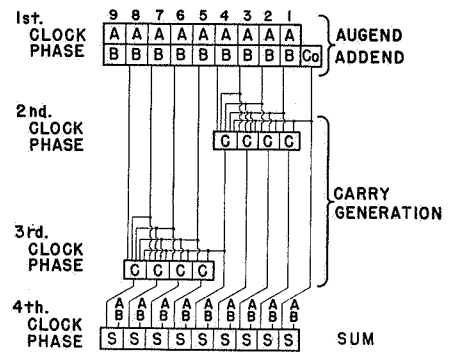 9 8 7 6 5 4 3 2 1
1st. CLOCK PHASE
A A A A A A A A A
B B B B B B B B B Co
AUGEND
ADDEND
2nd. CLOCK PHASE
C C C C
CARRY
GENERATION
3rd. CLOCK PHASE
C C C C
4th. CLOCK PHASE
A A A A A A A A A
B B B B B B B B B
S S S S S S S S S
SUM